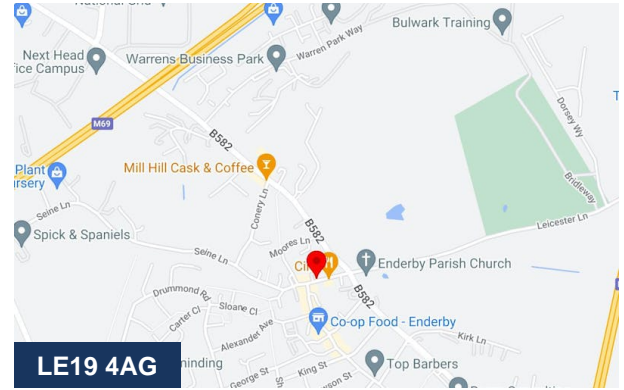 Bulwark Training
Next Head
fice Campus
Warrens Business Park
Warren Park Way
M69
B582
Dorsey Wy
Mill Hill Cask & Coffee
Plant
ursery
Bridleway
Seine Ln
Conery Ln
Leicester Ln
B582
Spick & Spaniels
Moores Ln
Seine Ln
Enderby Parish Church
Drummond Rd
Sloane Cl
B582
Carter Cl
Co-op Food - Enderby
Alexander Ave
Kirk Ln
LE19 4AG
minding
King St
Top Barbers
George St